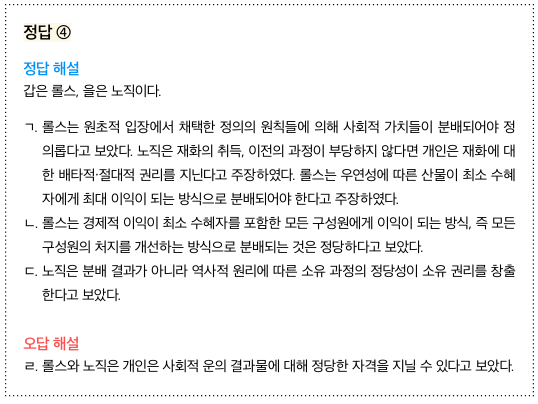 정답 ④
정답 해설
갑은 롤스, 을은 노직이다.
ㄱ. 롤스는 원초적 입장에서 채택한 정의의 원칙들에 의해 사회적 가치들이 분배되어야 정
의롭다고 보았다. 노직은 재화의 취득, 이전의 과정이 부당하지 않다면 개인은 재화에 대
한 배타적·절대적 권리를 지닌다고 주장하였다. 롤스는 우연성에 따른 산물이 최소 수혜
자에게 최대 이익이 되는 방식으로 분배되어야 한다고 주장하였다.
ㄴ. 롤스는 경제적 이익이 최소 수혜자를 포함한 모든 구성원에게 이익이 되는 방식, 즉 모든
구성원의 처지를 개선하는 방식으로 분배되는 것은 정당하다고 보았다.
ㄷ. 노직은 분배 결과가 아니라 역사적 원리에 따른 소유 과정의 정당성이 소유 권리를 창출
한다고 보았다.
오답 해설
ㄹ. 롤스와 노직은 개인은 사회적 운의 결과물에 대해 정당한 자격을 지닐 수 있다고 보았다.